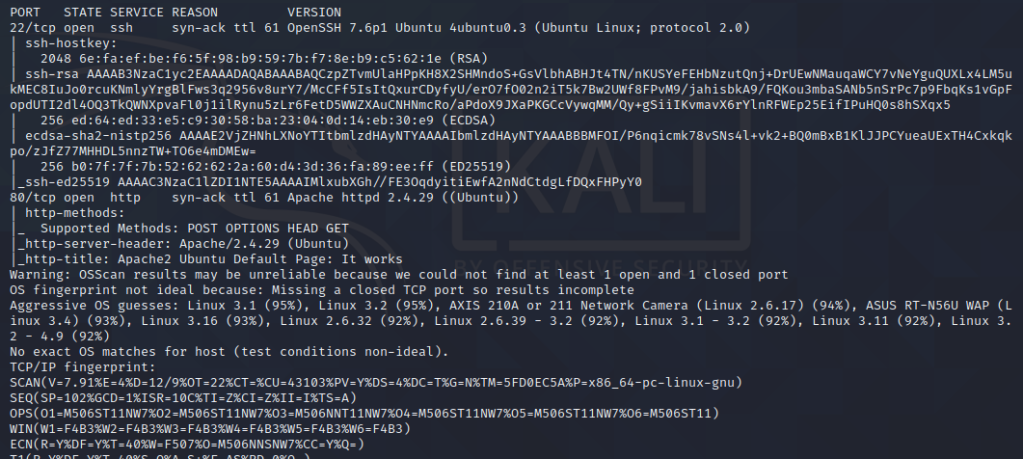 PORT   STATE SERVICE REASON         VERSION
22/tcp open  ssh     syn-ack ttl 61 OpenSSH 7.6p1 Ubuntu 4ubuntu0.3 (Ubuntu Linux; protocol 2.0)
| ssh-hostkey:
|   2048 6e:fa:ef:be:f6:5f:98:b9:59:7b:f7:8e:b9:c5:62:1e (RSA)
| ssh-rsa AAAAB3NzaC1yc2EAAAADAQABAAABAQCzpZTvmUlaHPpKH8X2SHMndoS+GsVlbhABHJt4TN/nKUSYeFEHbNzutQnj+DrUEwNMauqaWCY7vNeYguQUXLx4LM5u
kMEC8IuJo0rcuKNmlyYrgBlFws3q2956v8urY7/McCFf5IsItQxurCDyfyU/erO7fO02n2iT5k7Bw2UWf8FPvM9/jahisbkA9/FQKou3mbaSANb5nSrPc7p9FbqKs1vGpF
opdUTI2dl4OQ3TkQWNXpvaFl0j1ilRynu5zLr6FetD5WWZXAuCNHNmcRo/aPdoX9JXaPKGCcVywqMM/Qy+gSiiIKvmavX6rYlnRFWEp25EifIPuHQ0s8hSXqx5
|   256 ed:64:ed:33:e5:c9:30:58:ba:23:04:0d:14:eb:30:e9 (ECDSA)
| ecdsa-sha2-nistp256 AAAAE2VjZHNhLXNoYTItbmlzdHAyNTYAAAAIbmlzdHAyNTYAAABBBMFOI/P6nqicmk78vSNs4l+vk2+BQ0mBxB1KlJJPCYueaUExTH4Cxkqk
po/zJfZ77MHHDL5nnzTW+TO6e4mDMEw=
|   256 b0:7f:7f:7b:52:62:62:2a:60:d4:3d:36:fa:89:ee:ff (ED25519)
|_ssh-ed25519 AAAAC3NzaC1lZDI1NTE5AAAAIMlxubXGh//FE3OqdyitiEwfA2nNdCtdgLfDQxFHPyY0
80/tcp open  http    syn-ack ttl 61 Apache httpd 2.4.29 ((Ubuntu))
| http-methods:
|_  Supported Methods: POST OPTIONS HEAD GET
|_http-server-header: Apache/2.4.29 (Ubuntu)
|_http-title: Apache2 Ubuntu Default Page: It works
KALI
BY OFFENSIVE SECURITY
Warning: OSScan results may be unreliable because we could not find at least 1 open and 1 closed port
OS fingerprint not ideal because: Missing a closed TCP port so results incomplete
Aggressive OS guesses: Linux 3.1 (95%), Linux 3.2 (95%), AXIS 210A or 211 Network Camera (Linux 2.6.17) (94%), ASUS RT-N56U WAP (L
inux 3.4) (93%), Linux 3.16 (93%), Linux 2.6.32 (92%), Linux 2.6.39 - 3.2 (92%), Linux 3.1 - 3.2 (92%), Linux 3.11 (92%), Linux 3.
2 - 4.9 (92%)
No exact OS matches for host (test conditions non-ideal).
TCP/IP fingerprint:
SCAN(V=7.91%E=4%D=12/9%OT=22%CT=%CU=43103%PV=Y%DS=4%DC=T%G=N%TM=5FD0EC5A%P=x86_64-pc-linux-gnu)
SEQ(SP=102%GCD=1%ISR=10C%TI=Z%CI=Z%II=I%TS=A)
OPS(O1=M506ST11NW7%O2=M506ST11NW7%O3=M506NNT11NW7%O4=M506ST11NW7%O5=M506ST11NW7%O6=M506ST11)
WIN(W1=F4B3%W2=F4B3%W3=F4B3%W4=F4B3%W5=F4B3%W6=F4B3)
ECN(R=Y%DF=Y%T=40%W=F507%O=M506NNSNW7%CC=Y%Q=)